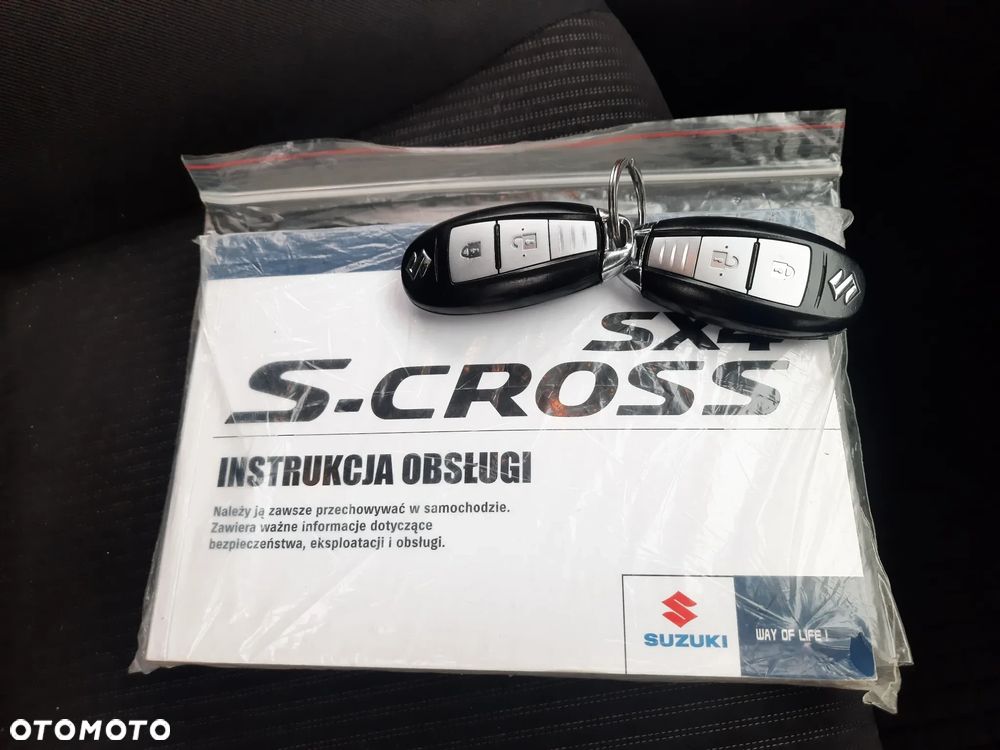 SX4
S-CROSS
INSTRUKCJA OBSŁUGI
Należy ją zawsze przechowywać w samochodzie.
Zawiera ważne informacje dotyczące
bezpieczeństwa, eksploatacji i obsługi.
SUZUKI
WAY OF LIFE!
OTOMOTO